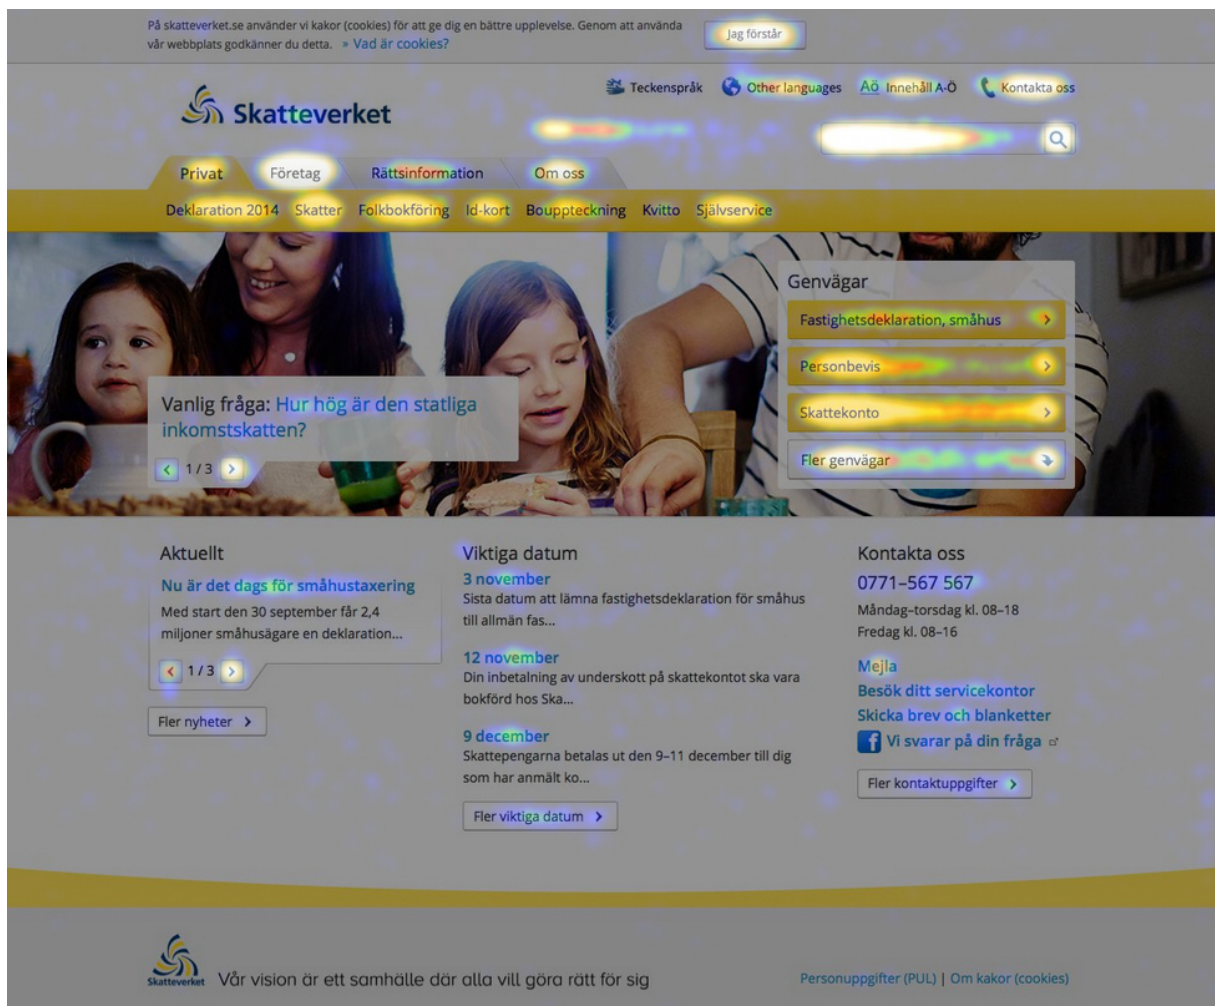 På skatteverket.se använder vi kakor (cookies) för att ge dig en bättre upplevelse. Genom att använda
vår webbplats godkänner du detta. » Vad är cookies?
Jag förstår
Teckenspråk Other languages Aö Innehåll A-Ö Kontakta oss
Skatteverket
Privat Företag Rättsinformation Om oss
Deklaration 2014 Skatter Folkbokföring Id-kort Bouppteckning Kvitto Självservice
Genvägar
Fastighetsdeklaration, småhus
Personbevis
Skattekonto
Fler genvägar
Vanlig fråga: Hur hög är den statliga
inkomstskatten?
1 / 3
Aktuellt
Nu är det dags för småhustaxering
Med start den 30 september får 2,4
miljoner småhusägare en deklaration...
1 / 3
Fler nyheter
Viktiga datum
3 november
Sista datum att lämna fastighetsdeklaration för småhus
till allmän fas...
12 november
Din inbetalning av underskott på skattekontot ska vara
bokförd hos Ska...
9 december
Skattepengarna betalas ut den 9–11 december till dig
som har anmält ko...
Fler viktiga datum
Kontakta oss
0771–567 567
Måndag–torsdag kl. 08–18
Fredag kl. 08–16
Mejla
Besök ditt servicekontor
Skicka brev och blanketter
f Vi svarar på din fråga
Fler kontaktuppgifter
Skatteverket
Vår vision är ett samhälle där alla vill göra rätt för sig
Personuppgifter (PUL) | Om kakor (cookies)